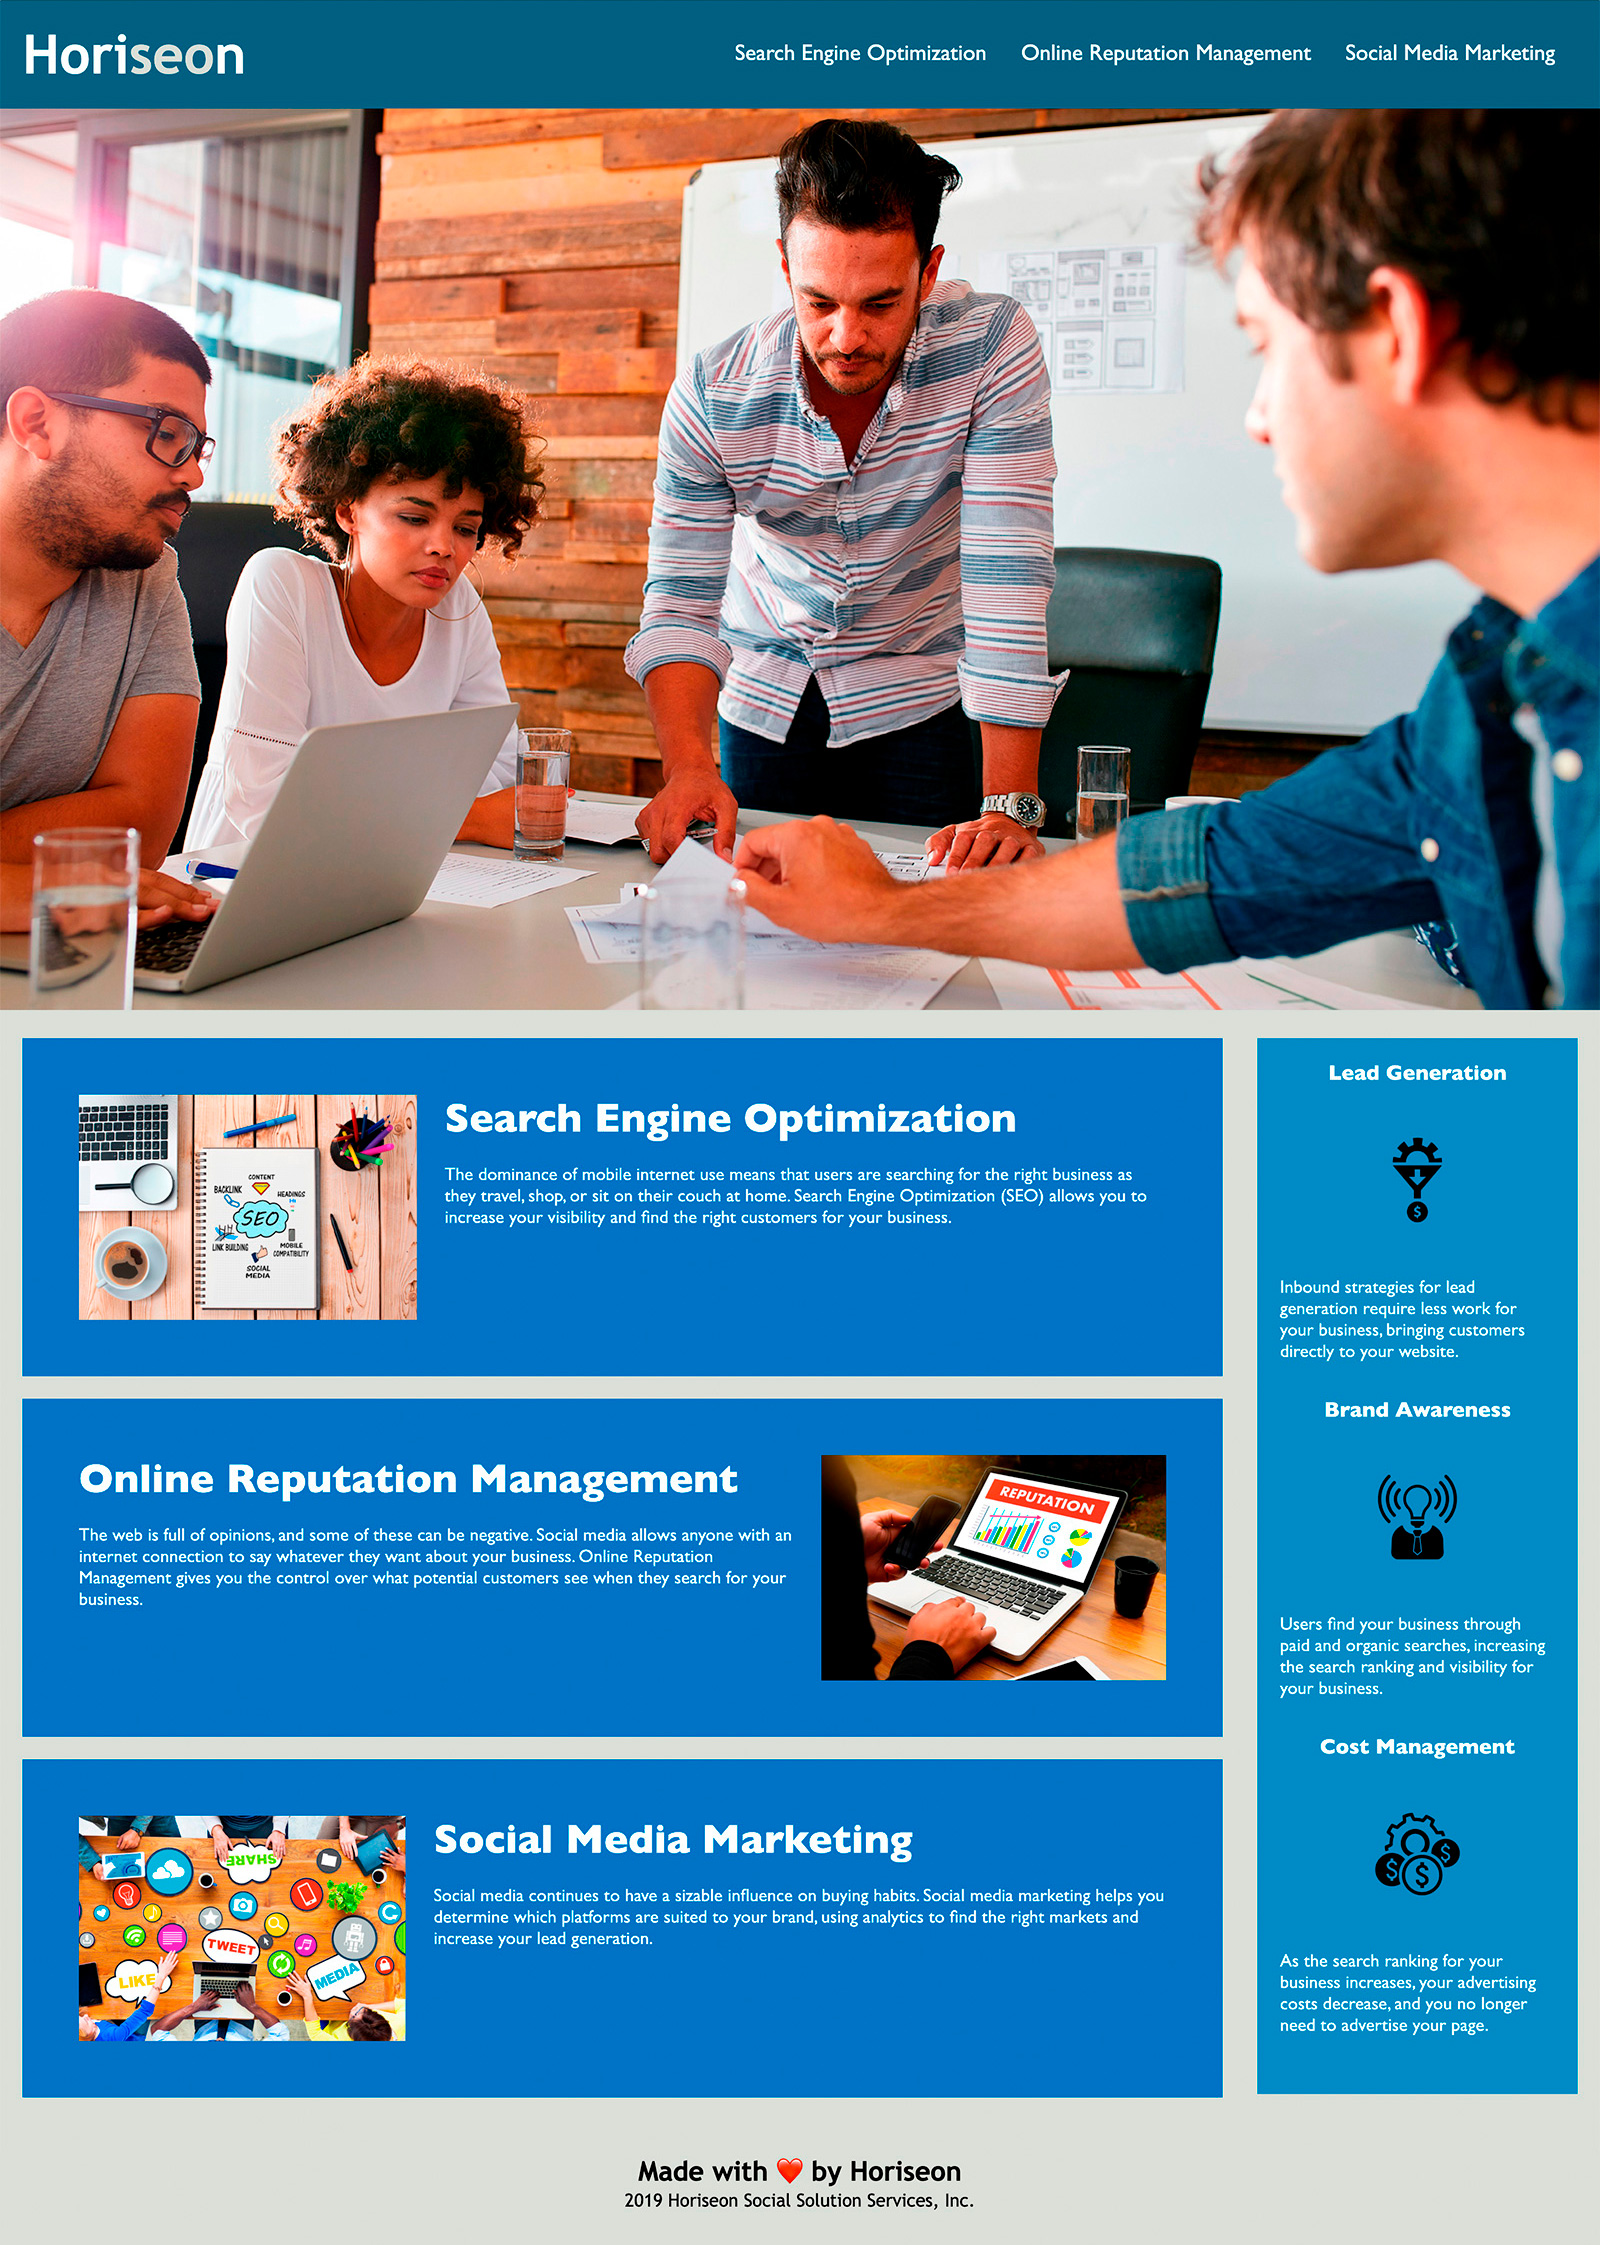 Horiseon
Search Engine Optimization
Online Reputation Management
Social Media Marketing
CONTENT
BACKLINK
HEADINGS
SEO
LINK BUILDING
MOBILE
COMPATIBILITY
SOCIAL
MEDIA
Search Engine Optimization
The dominance of mobile internet use means that users are searching for the right business as
they travel, shop, or sit on their couch at home. Search Engine Optimization (SEO) allows you to
increase your visibility and find the right customers for your business.
Online Reputation Management
The web is full of opinions, and some of these can be negative. Social media allows anyone with an
internet connection to say whatever they want about your business. Online Reputation
Management gives you the control over what potential customers see when they search for your
business.
REPUTATION
SHARE
TWEET
LIKE
MEDIA
Social Media Marketing
Social media continues to have a sizable influence on buying habits. Social media marketing helps you
determine which platforms are suited to your brand, using analytics to find the right markets and
increase your lead generation.
Lead Generation
$
Inbound strategies for lead
generation require less work for
your business, bringing customers
directly to your website.
Brand Awareness
Users find your business through
paid and organic searches, increasing
the search ranking and visibility for
your business.
Cost Management
$ $ $
As the search ranking for your
business increases, your advertising
costs decrease, and you no longer
need to advertise your page.
Made with ❤️ by Horiseon
2019 Horiseon Social Solution Services, Inc.